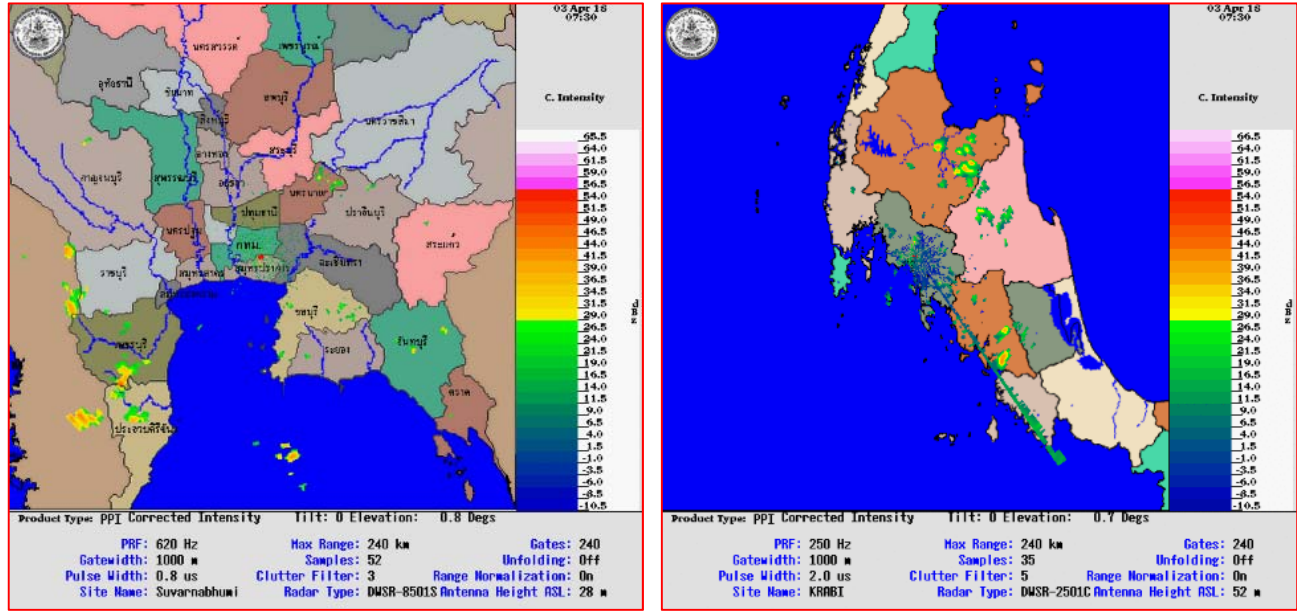 03 Apr 18
07:30
C. Intensity
65.5
64.0
61.5
59.0
56.5
54.0
51.5
49.0
46.5
44.0
41.5
39.0
36.5
34.0
31.5
29.0
26.5
24.0
21.5
19.0
16.5
14.0
11.5
9.0
6.5
4.0
1.5
-1.0
-3.5
-6.0
-8.5
-10.5
นครสวรรค์
เพชรบูรณ์
อุทัยธานี
ชัยนาท
ลพบุรี
สิงห์บุรี
นครราชสีมา
อ่างทอง
สระบุรี
กาญจนบุรี
สุพรรณบุรี
อยุธยา
นครนายก
ปราจีนบุรี
ปทุมธานี
นครปฐม
กทม.
สระแก้ว
ฉะเชิงเทรา
ราชบุรี
สมุทรสาคร
สมุทรปราการ
ชลบุรี
เพชรบุรี
ระยอง
จันทบุรี
ตราด
ประจวบคีรีขันธ์
Product Type: PPI Corrected Intensity Tilt: 0 Elevation: 0.8 Degs
PRF: 620 Hz Max Range: 240 km Gates: 240
Gatewidth: 1000 m Samples: 52 Unfolding: Off
Pulse Width: 0.8 us Clutter Filter: 3 Range Normalization: On
Site Name: Suvarnabhumi Radar Type: DWSR-8501S Antenna Height ASL: 28 m
03 Apr 18
07:30
C. Intensity
66.5
64.0
61.5
59.0
56.5
54.0
51.5
49.0
46.5
44.0
41.5
39.0
36.5
34.0
31.5
29.0
26.5
24.0
21.5
19.0
16.5
14.0
11.5
9.0
6.5
4.0
1.5
-1.0
-3.5
-6.0
-8.5
-10.5
Product Type: PPI Corrected Intensity Tilt: 0 Elevation: 0.7 Degs
PRF: 250 Hz Max Range: 240 km Gates: 240
Gatewidth: 1000 m Samples: 35 Unfolding: Off
Pulse Width: 2.0 us Clutter Filter: 5 Range Normalization: On
Site Name: KRABI Radar Type: DWSR-2501C Antenna Height ASL: 52 m